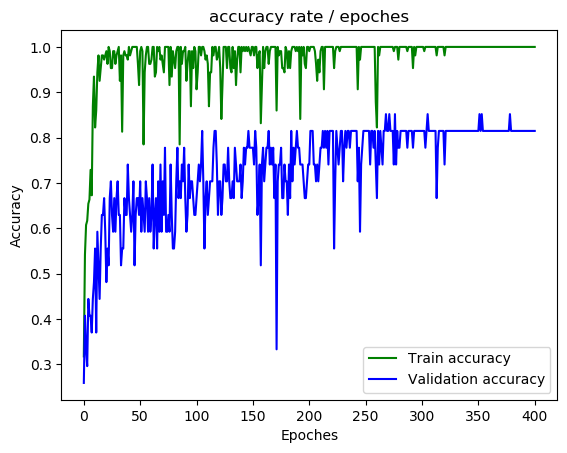 accuracy rate / epoches
1.0
0.9
0.8
0.7
0.6
0.5
0.4
0.3
Accuracy
0 50 100 150 200 250 300 350 400
Epoches
Train accuracy
Validation accuracy